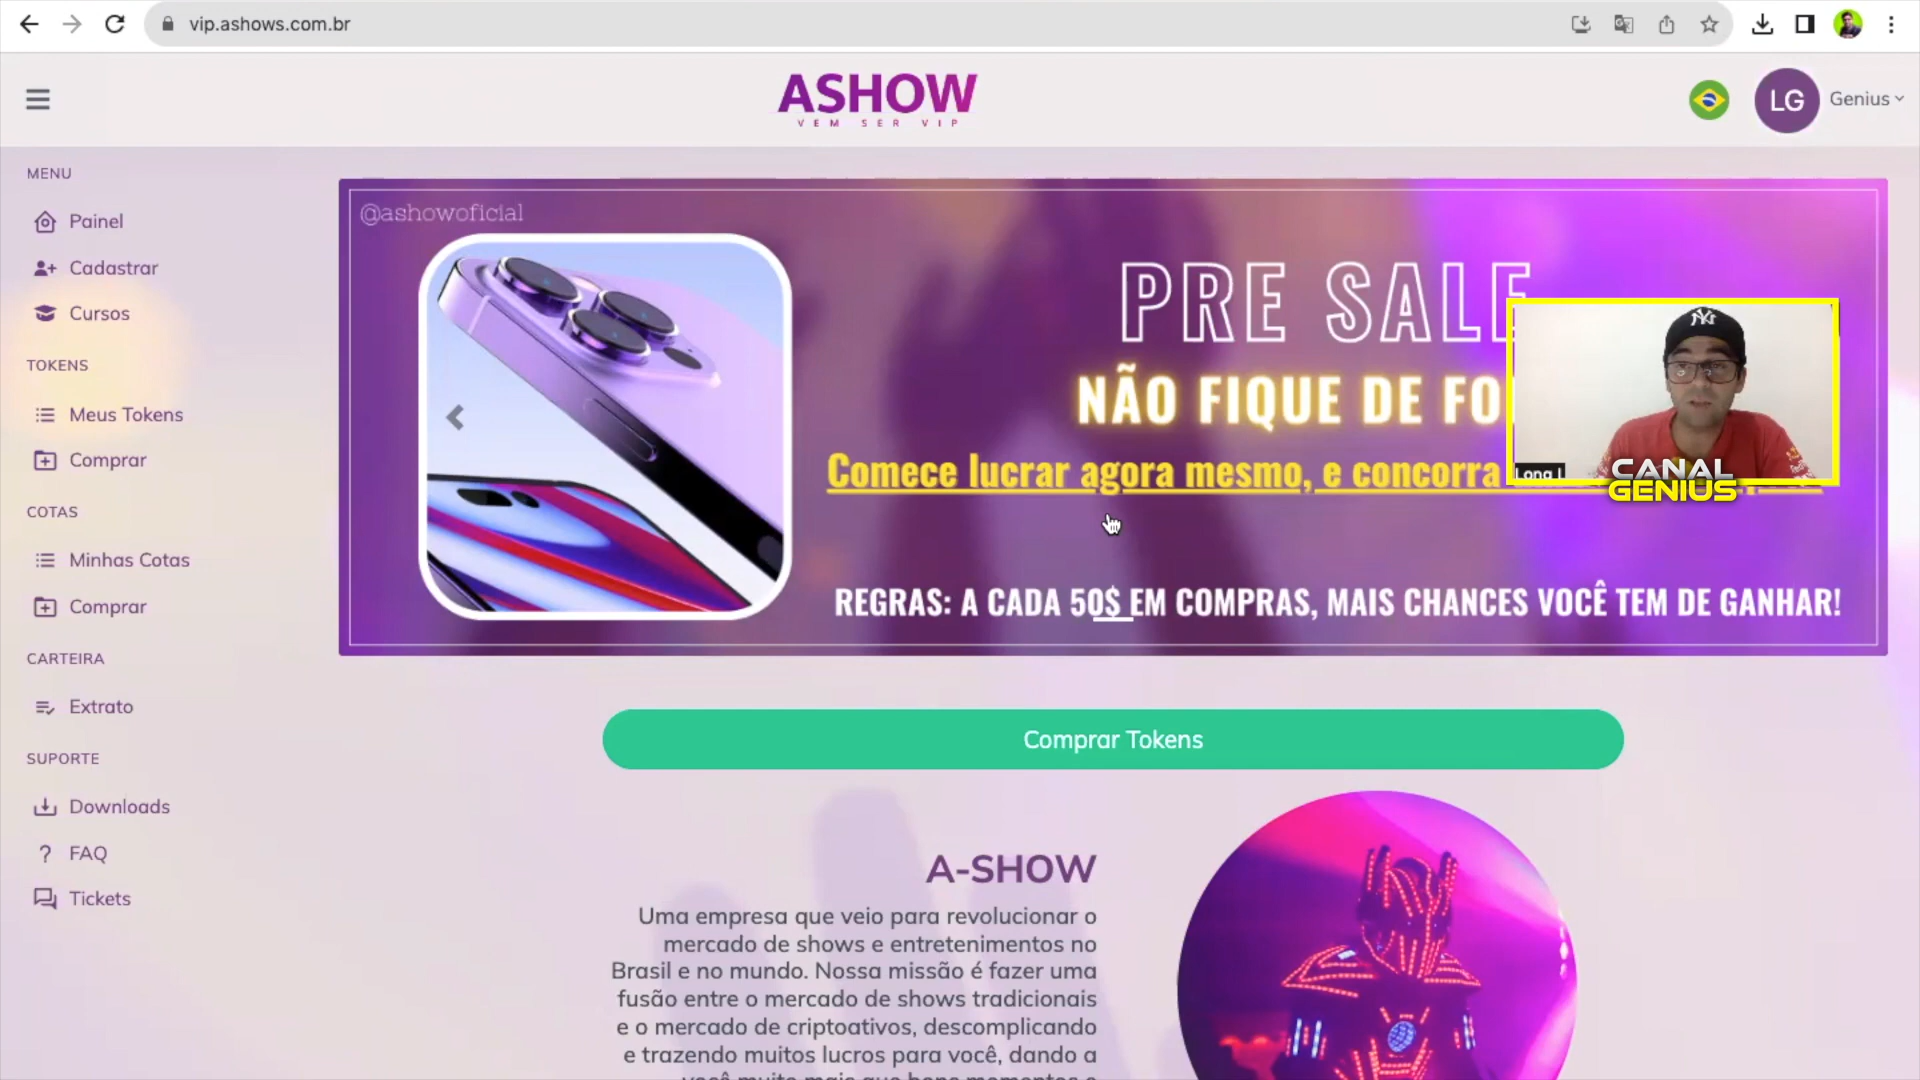 vip.ashows.com.br
ASHOW
VEM SER VIP
LG
Genius
MENU
Painel
Cadastrar
Cursos
TOKENS
Meus Tokens
Comprar
COTAS
Minhas Cotas
Comprar
CARTEIRA
Extrato
SUPORTE
Downloads
FAQ
Tickets
@ashowoficial
PRE SALE
NÃO FIQUE DE FO
Comece lucrar agora mesmo, e concorra
REGRAS: A CADA 50$ EM COMPRAS, MAIS CHANCES VOCÊ TEM DE GANHAR!
NY
CANAL
GENIUS
Comprar Tokens
A-SHOW
Uma empresa que veio para revolucionar o
mercado de shows e entretenimentos no
Brasil e no mundo. Nossa missão é fazer uma
fusão entre o mercado de shows tradicionais
e o mercado de criptoativos, descomplicando
e trazendo muitos lucros para você, dando a